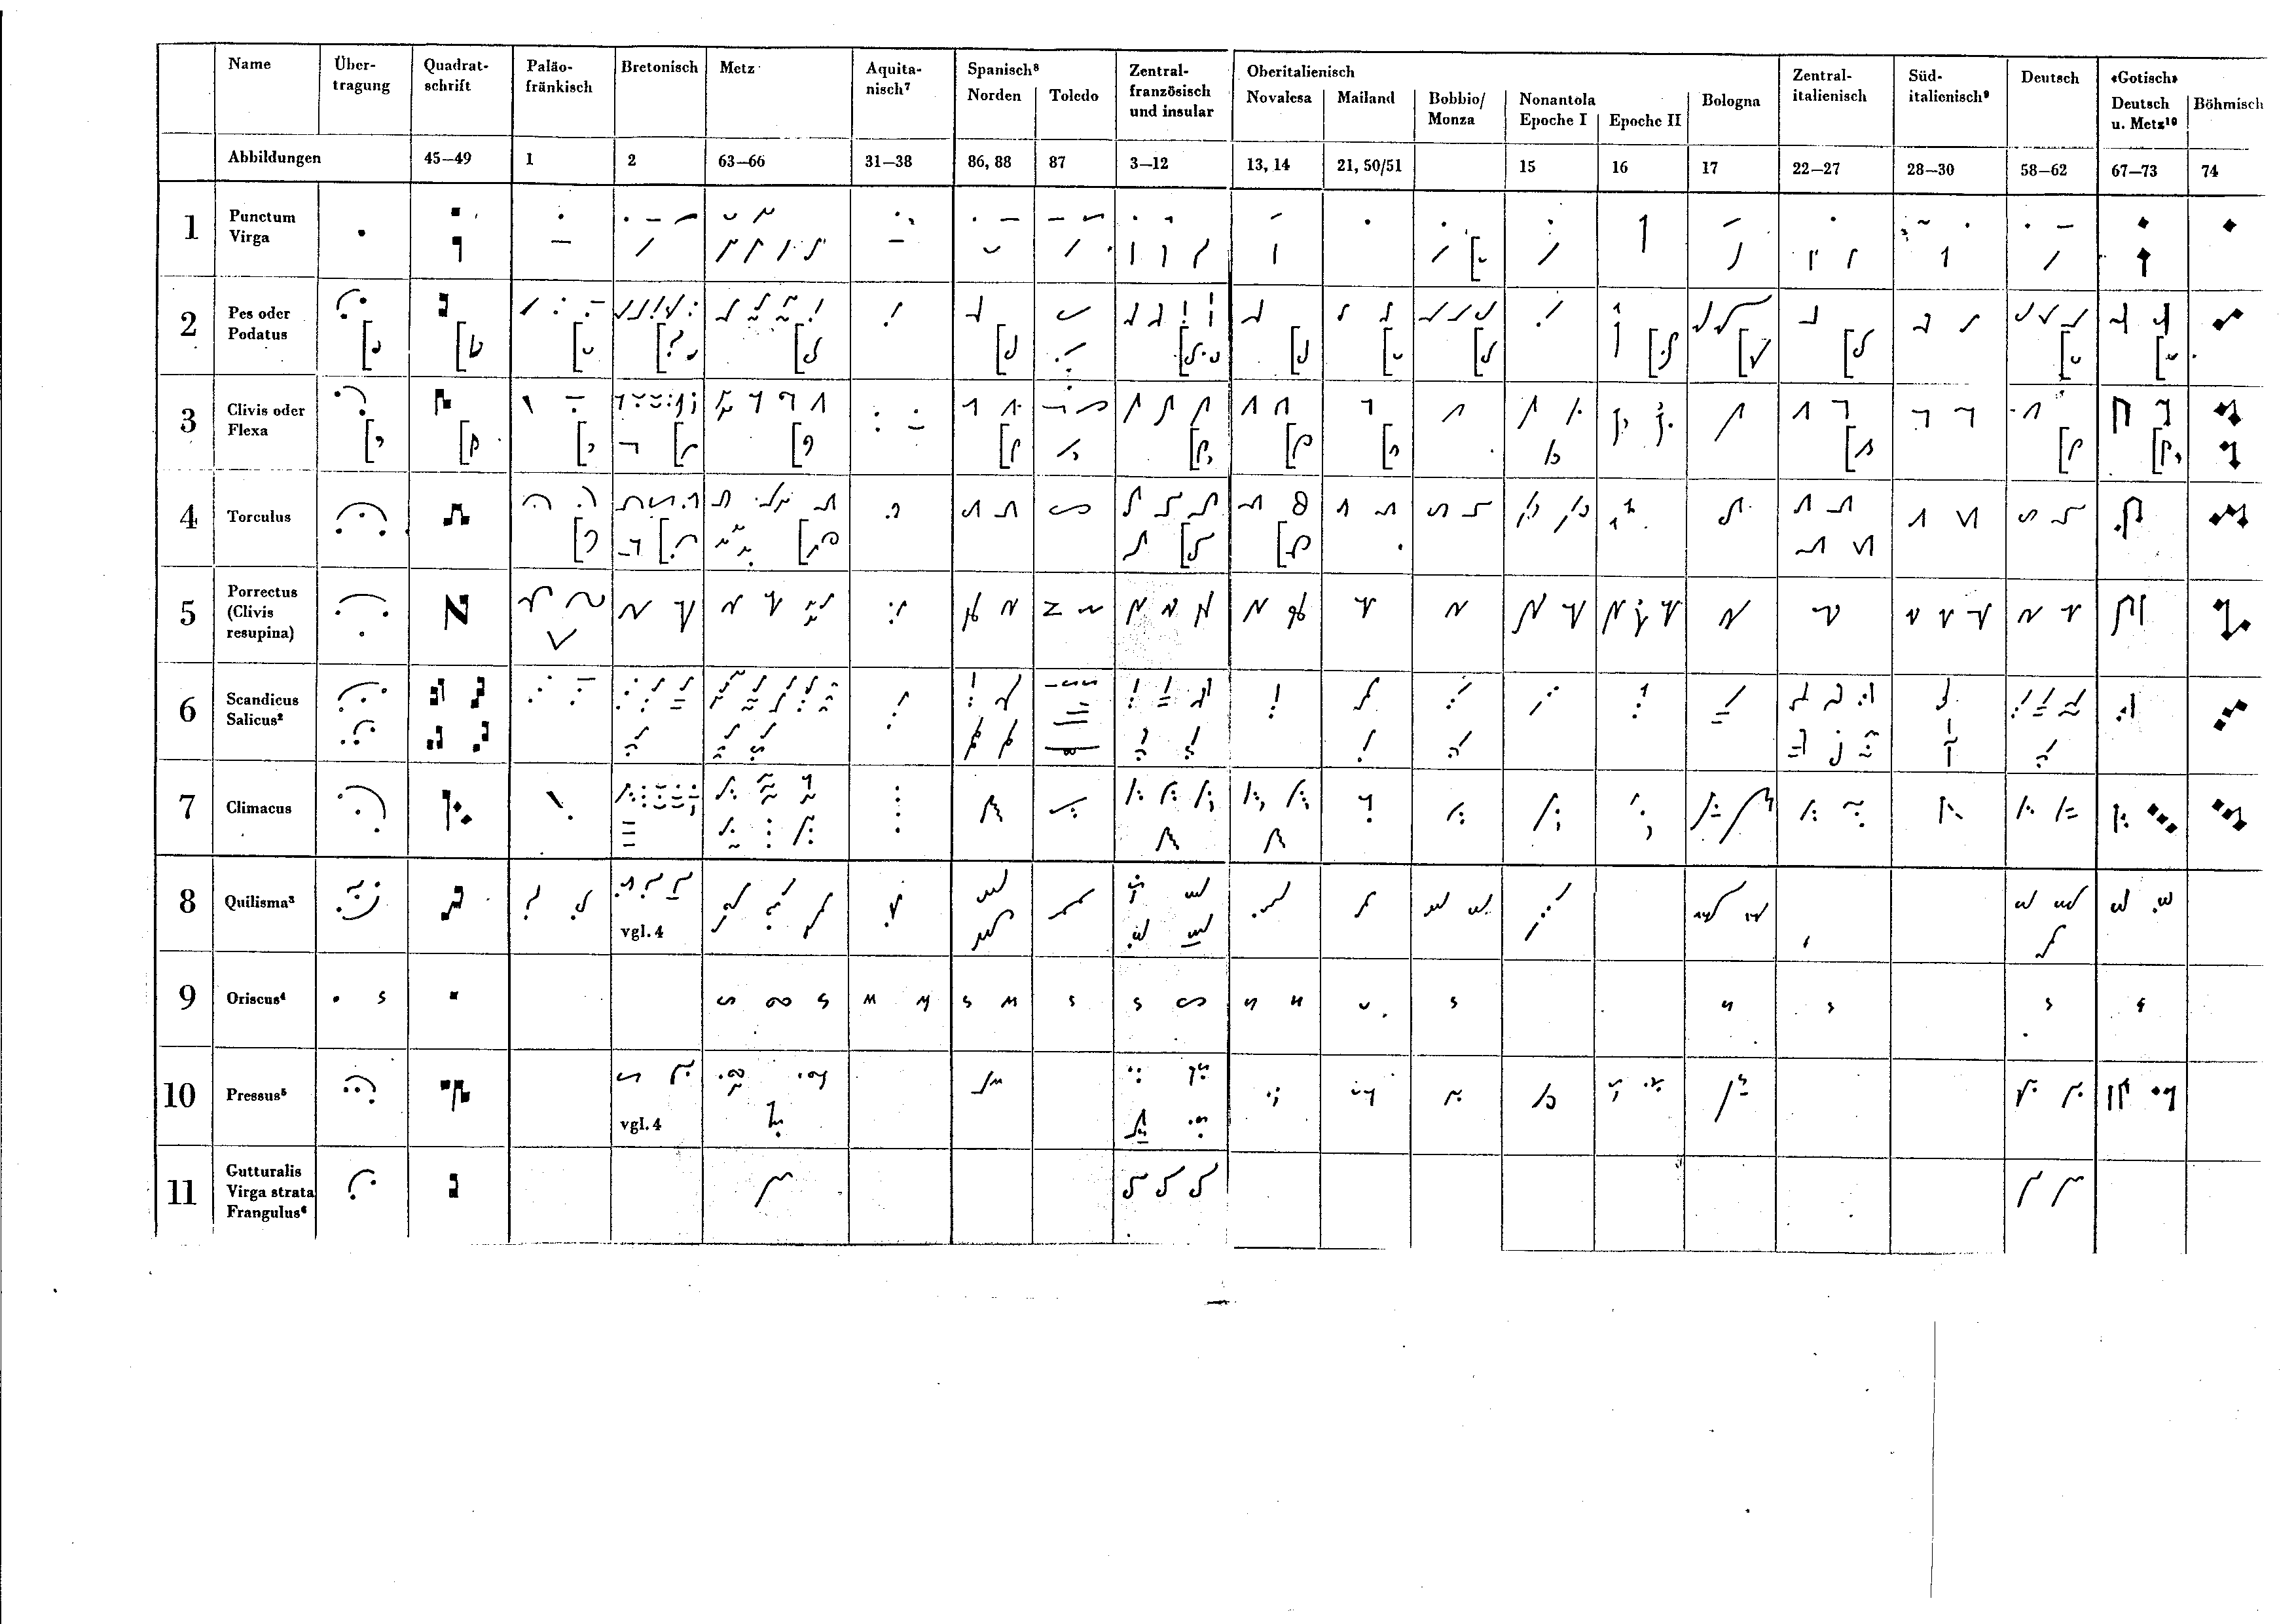 Name
Über-
tragung
Quadrat-
schrift
Paläo-
fränkisch
Bretonisch
Metz
Aquita-
nisch⁷
Spanisch⁸
Norden
Toledo
Zentral-
französisch
und insular
Oberitalienisch
Novalesa
Mailand
Bobbio/
Monza
Nonantola
Epoche I
Epoche II
Bologna
Zentral-
italienisch
Süd-
italienisch⁹
Deutsch
«Gotisch»
Deutsch
u. Metz¹⁰
Böhmisch
Abbildungen
45—49
1
2
63—66
31—38
86, 88
87
3—12
13, 14
21, 50/51
15
16
17
22—27
28—30
58—62
67—73
74
1
Punctum
Virga
2
Pes oder
Podatus
3
Clivis oder
Flexa
4
Torculus
5
Porrectus
(Clivis
resupina)
6
Scandicus
Salicus²
7
Climacus
8
Quilisma³
vgl. 4
9
Oriscus⁴
10
Pressus⁵
vgl. 4
11
Gutturalis
Virga strata
Frangulus⁶